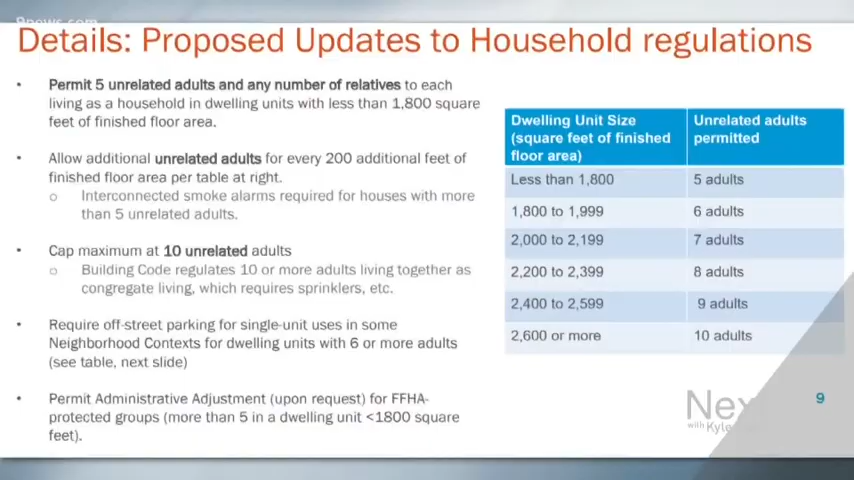 9news.com
Details: Proposed Updates to Household regulations
• Permit 5 unrelated adults and any number of relatives to each
living as a household in dwelling units with less than 1,800 square
feet of finished floor area.
• Allow additional unrelated adults for every 200 additional feet of
finished floor area per table at right.
o Interconnected smoke alarms required for houses with more
than 5 unrelated adults.
• Cap maximum at 10 unrelated adults
o Building Code regulates 10 or more adults living together as
congregate living, which requires sprinklers, etc.
• Require off-street parking for single-unit uses in some
Neighborhood Contexts for dwelling units with 6 or more adults
(see table, next slide)
• Permit Administrative Adjustment (upon request) for FFHA-
protected groups (more than 5 in a dwelling unit <1800 square
feet).
Dwelling Unit Size
(square feet of finished
floor area)
Unrelated adults
permitted
Less than 1,800 5 adults
1,800 to 1,999 6 adults
2,000 to 2,199 7 adults
2,200 to 2,399 8 adults
2,400 to 2,599 9 adults
2,600 or more 10 adults
9
Nex
with Kyle